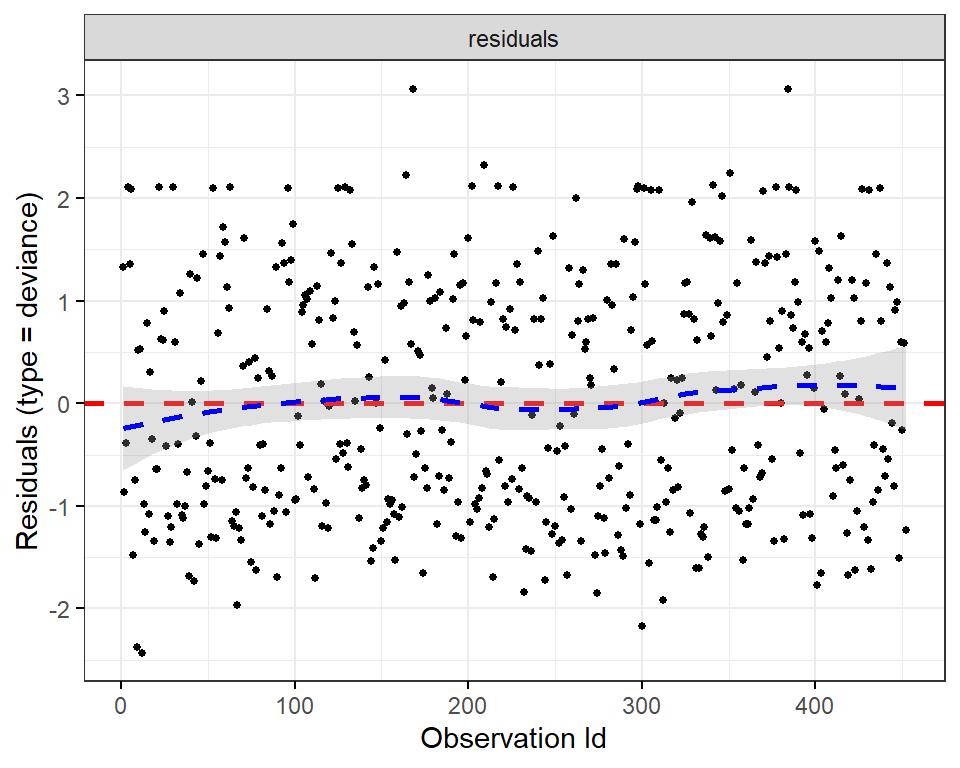 residuals
Residuals (type = deviance)
3
2
1
0
-1
-2
0 100 200 300 400
Observation Id